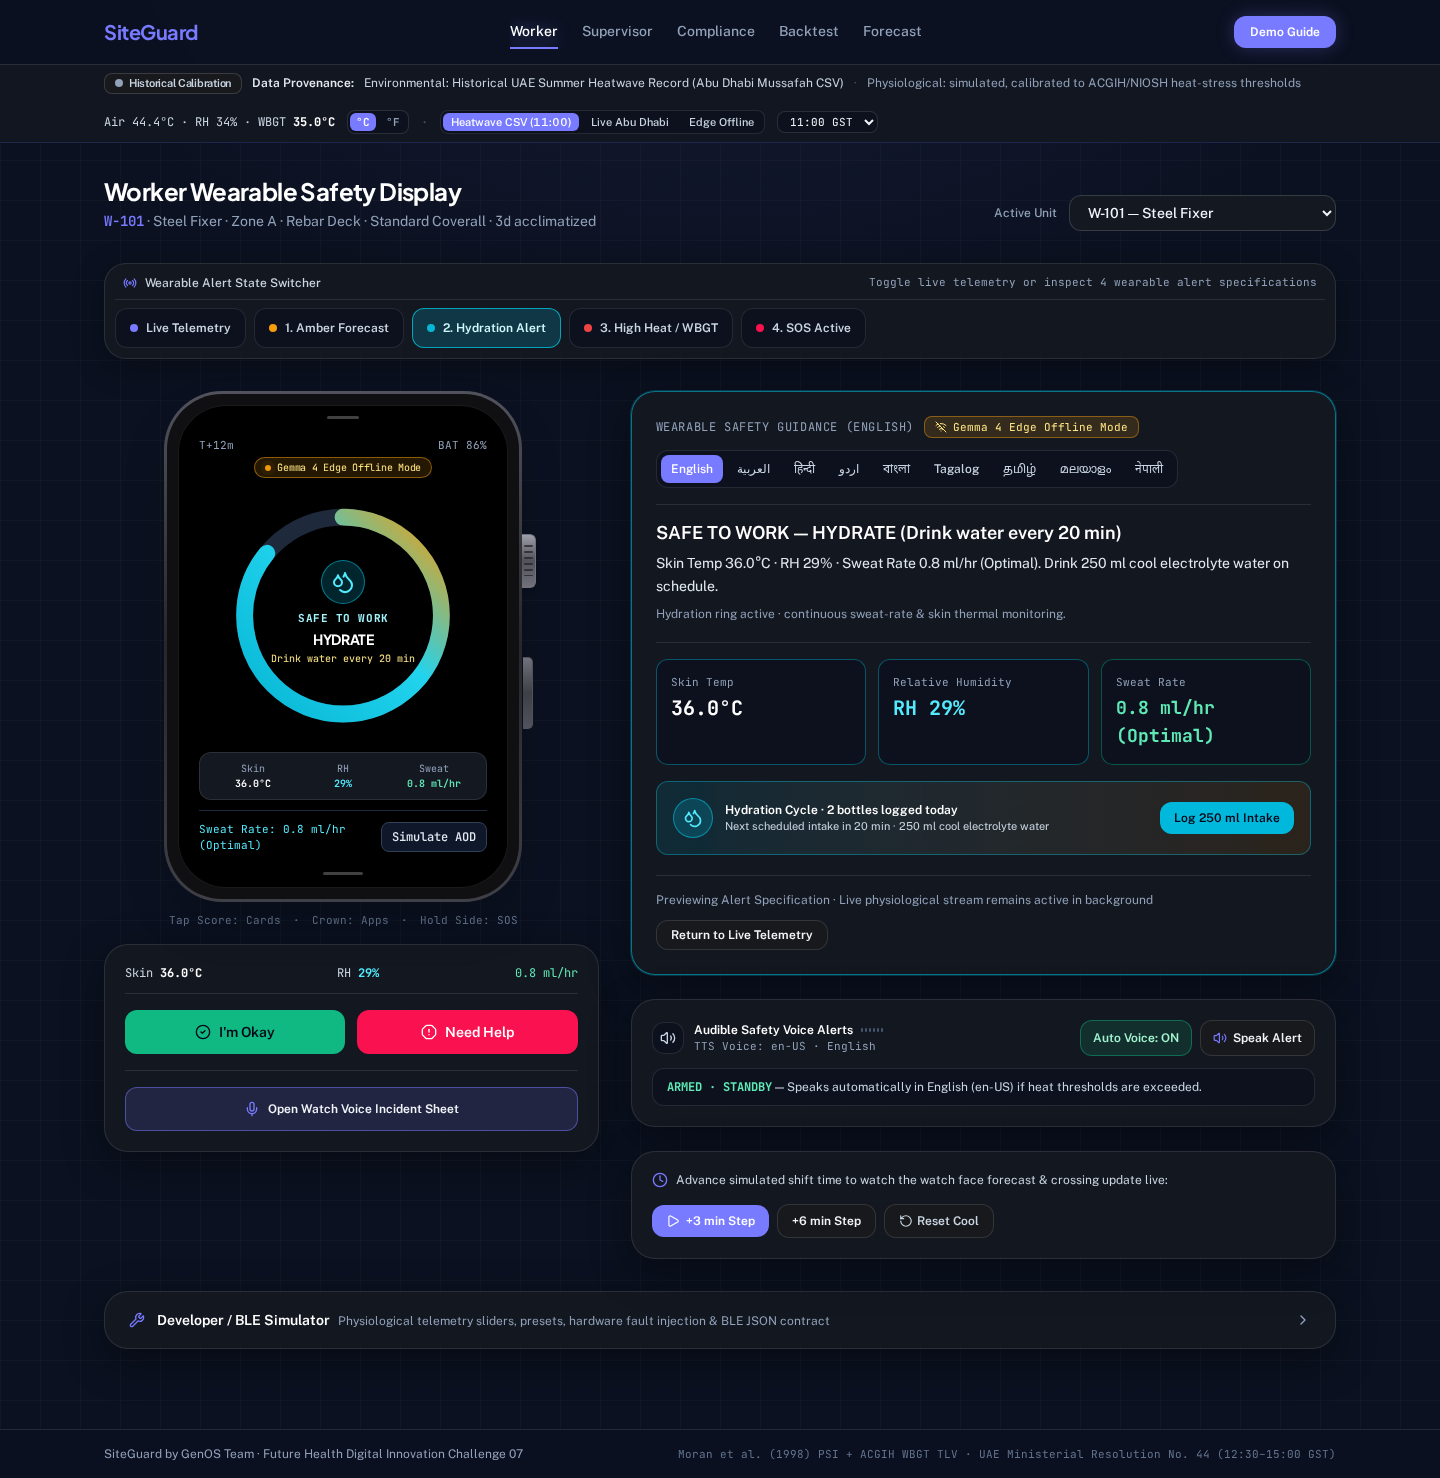 SiteGuard
Worker Supervisor Compliance Backtest Forecast
Demo Guide
Historical Calibration Data Provenance: Environmental: Historical UAE Summer Heatwave Record (Abu Dhabi Mussafah CSV) · Physiological: simulated, calibrated to ACGIH/NIOSH heat-stress thresholds
Air 44.4°C · RH 34% · WBGT 35.0°C °C °F · Heatwave CSV (11:00) Live Abu Dhabi Edge Offline 11:00 GST
Worker Wearable Safety Display
W-101 · Steel Fixer · Zone A · Rebar Deck · Standard Coverall · 3d acclimatized
Active Unit W-101 — Steel Fixer
Wearable Alert State Switcher
Toggle live telemetry or inspect 4 wearable alert specifications
Live Telemetry 1. Amber Forecast 2. Hydration Alert 3. High Heat / WBGT 4. SOS Active
T+12m BAT 86%
Gemma 4 Edge Offline Mode
SAFE TO WORK
HYDRATE
Drink water every 20 min
Skin RH Sweat
36.0°C 29% 0.8 ml/hr
Sweat Rate: 0.8 ml/hr
(Optimal)
Simulate AOD
Tap Score: Cards · Crown: Apps · Hold Side: SOS
Skin 36.0°C RH 29% 0.8 ml/hr
I'm Okay Need Help
Open Watch Voice Incident Sheet
WEARABLE SAFETY GUIDANCE (ENGLISH) Gemma 4 Edge Offline Mode
English العربية हिन्दी اردو বাংলা Tagalog தமிழ் മലയാളം नेपाली
SAFE TO WORK — HYDRATE (Drink water every 20 min)
Skin Temp 36.0°C · RH 29% · Sweat Rate 0.8 ml/hr (Optimal). Drink 250 ml cool electrolyte water on
schedule.
Hydration ring active · continuous sweat-rate & skin thermal monitoring.
Skin Temp Relative Humidity Sweat Rate
36.0°C RH 29% 0.8 ml/hr
(Optimal)
Hydration Cycle · 2 bottles logged today
Next scheduled intake in 20 min · 250 ml cool electrolyte water
Log 250 ml Intake
Previewing Alert Specification · Live physiological stream remains active in background
Return to Live Telemetry
Audible Safety Voice Alerts
TTS Voice: en-US · English
Auto Voice: ON Speak Alert
ARMED · STANDBY — Speaks automatically in English (en-US) if heat thresholds are exceeded.
Advance simulated shift time to watch the watch face forecast & crossing update live:
+3 min Step +6 min Step Reset Cool
Developer / BLE Simulator Physiological telemetry sliders, presets, hardware fault injection & BLE JSON contract
SiteGuard by GenOS Team · Future Health Digital Innovation Challenge 07
Moran et al. (1998) PSI + ACGIH WBGT TLV · UAE Ministerial Resolution No. 44 (12:30–15:00 GST)